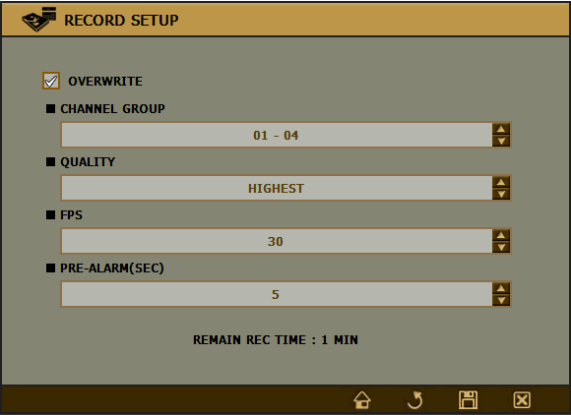 RECORD SETUP
OVERWRITE
CHANNEL GROUP
01 - 04
QUALITY
HIGHEST
FPS
30
PRE-ALARM(SEC)
5
REMAIN REC TIME : 1 MIN